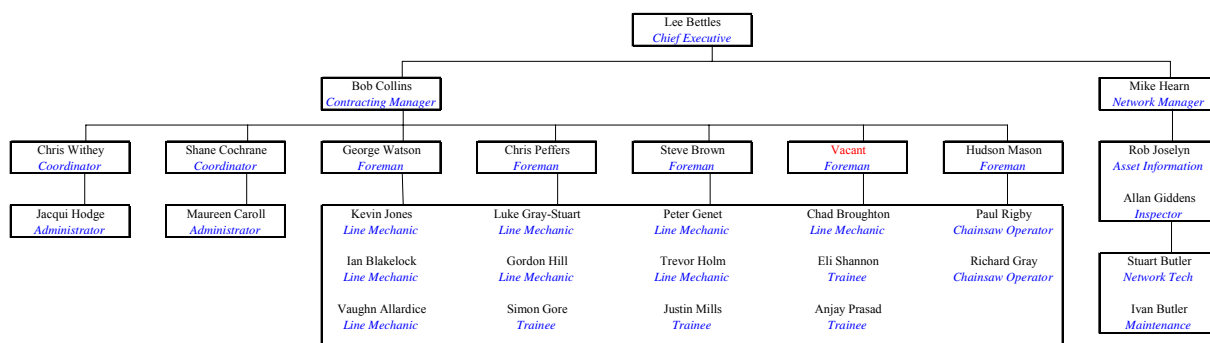 Lee Bettles
Chief Executive
Bob Collins
Contracting Manager
Mike Hearn
Network Manager
Chris Withey
Coordinator
Shane Cochrane
Coordinator
George Watson
Foreman
Chris Peffers
Foreman
Steve Brown
Foreman
Vacant
Foreman
Hudson Mason
Foreman
Rob Joselyn
Asset Information
Allan Giddens
Inspector
Jacqui Hodge
Administrator
Maureen Caroll
Administrator
Kevin Jones
Line Mechanic
Ian Blakelock
Line Mechanic
Vaughn Allardice
Line Mechanic
Luke Gray-Stuart
Line Mechanic
Gordon Hill
Line Mechanic
Simon Gore
Trainee
Peter Genet
Line Mechanic
Trevor Holm
Line Mechanic
Justin Mills
Trainee
Chad Broughton
Line Mechanic
Eli Shannon
Trainee
Anjay Prasad
Trainee
Paul Rigby
Chainsaw Operator
Richard Gray
Chainsaw Operator
Stuart Butler
Network Tech
Ivan Butler
Maintenance